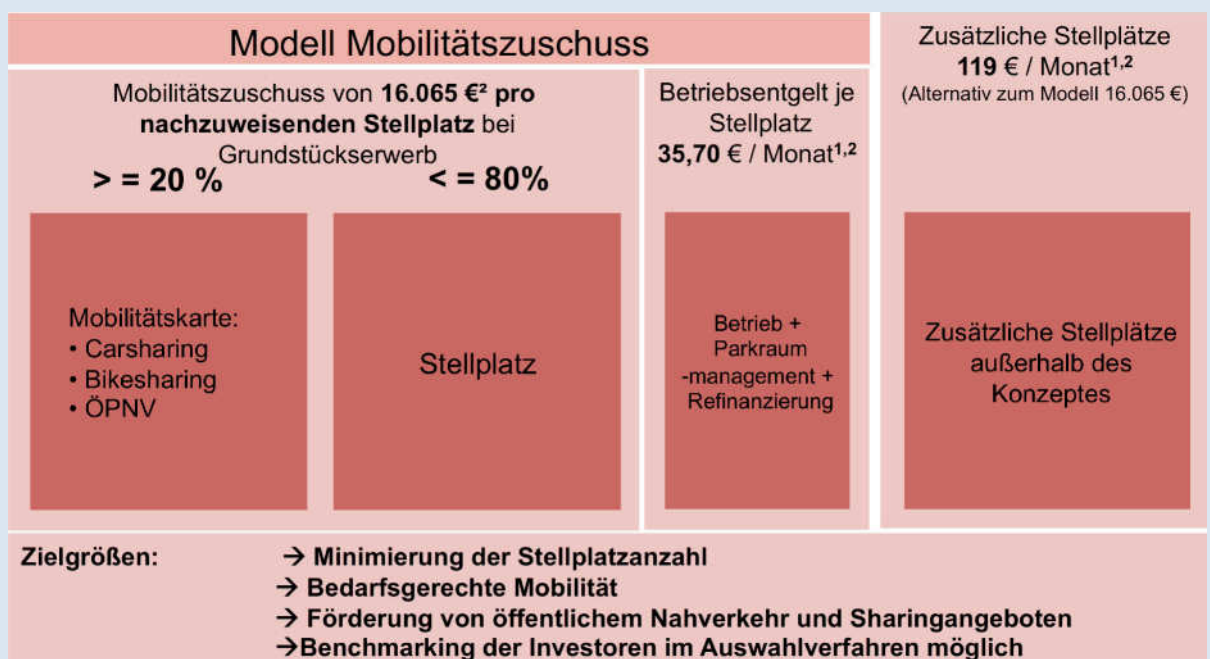 Modell Mobilitätszuschuss
Mobilitätszuschuss von 16.065 €² pro
nachzuweisenden Stellplatz bei
Grundstückserwerb
> = 20 %
< = 80%
Mobilitätskarte:
• Carsharing
• Bikesharing
• ÖPNV
Stellplatz
Betriebsentgelt je
Stellplatz
35,70 € / Monat¹,²
Betrieb +
Parkraum
-management +
Refinanzierung
Zusätzliche Stellplätze
119 € / Monat¹,²
(Alternativ zum Modell 16.065 €)
Zusätzliche Stellplätze
außerhalb des
Konzeptes
Zielgrößen: → Minimierung der Stellplatzanzahl
→ Bedarfsgerechte Mobilität
→ Förderung von öffentlichem Nahverkehr und Sharingangeboten
→Benchmarking der Investoren im Auswahlverfahren möglich